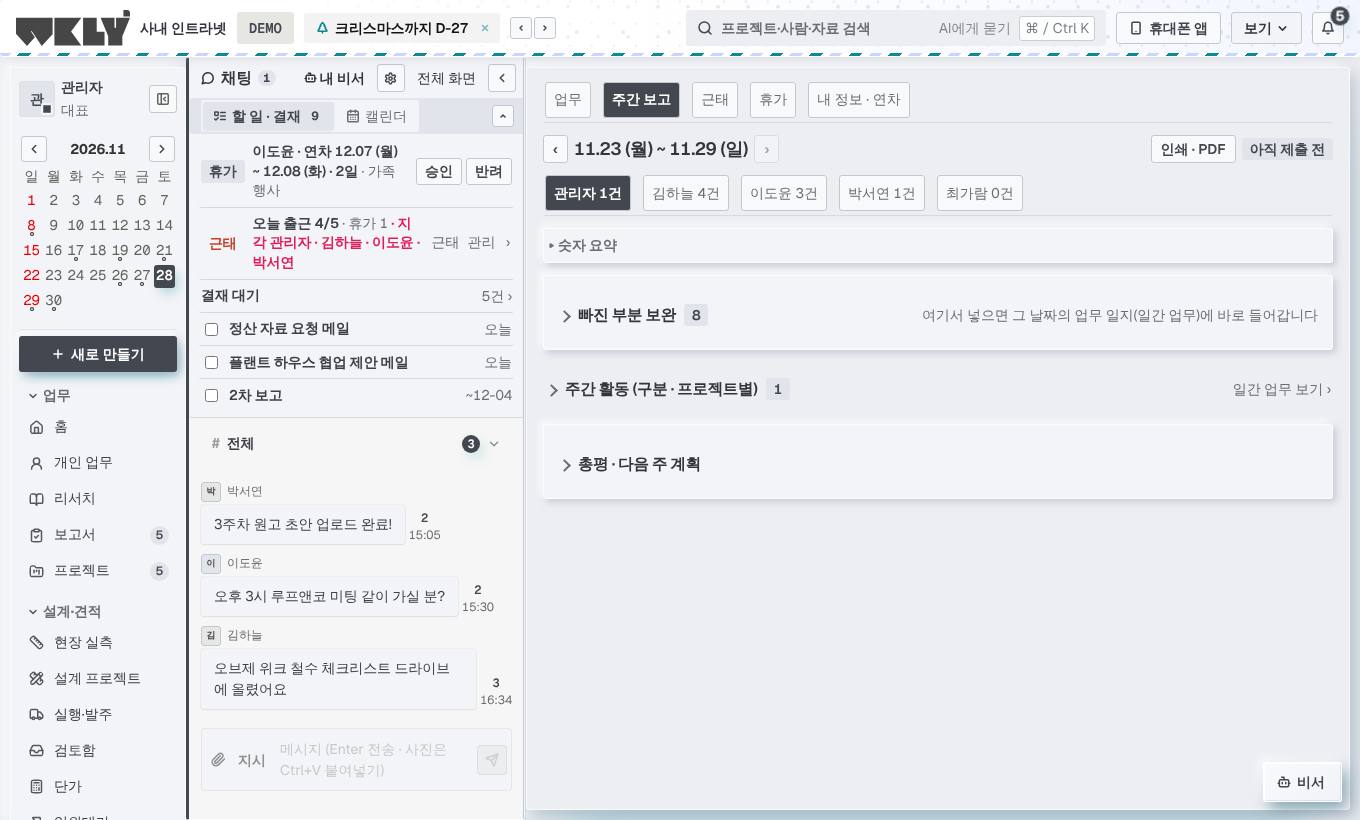 WKLY 사내 인트라넷 DEMO 크리스마스까지 D-27 × ‹ › 프로젝트·사람·자료 검색 AI에게 묻기 ⌘ / Ctrl K 휴대폰 앱 보기 5
관 관리자
대표
2026.11
일 월 화 수 목 금 토
1 2 3 4 5 6 7
8 9 10 11 12 13 14
15 16 17 18 19 20 21
22 23 24 25 26 27 28
29 30
+ 새로 만들기
업무
홈
개인 업무
리서치
보고서 5
프로젝트 5
설계·견적
현장 실측
설계 프로젝트
실행·발주
검토함
단가
채팅 1 내 비서 전체 화면
할 일 · 결재 9 캘린더
휴가 이도윤 · 연차 12.07 (월)
~ 12.08 (화) · 2일 · 가족
행사
승인 반려
근태 오늘 출근 4/5 · 휴가 1 · 지
각 관리자 · 김하늘 · 이도윤 ·
박서연
근태 관리 ›
결재 대기 5건 ›
정산 자료 요청 메일 오늘
플랜트 하우스 협업 제안 메일 오늘
2차 보고 ~12-04
# 전체 3
박 박서연
3주차 원고 초안 업로드 완료! 2
15:05
이 이도윤
오후 3시 루프앤코 미팅 같이 가실 분? 2
15:30
김 김하늘
오브제 위크 철수 체크리스트 드라이브
에 올렸어요 3
16:34
지시 메시지 (Enter 전송 · 사진은
Ctrl+V 붙여넣기)
업무 주간 보고 근태 휴가 내 정보 · 연차
‹ 11.23 (월) ~ 11.29 (일) › 인쇄 · PDF 아직 제출 전
관리자 1건 김하늘 4건 이도윤 3건 박서연 1건 최가람 0건
▸ 숫자 요약
빠진 부분 보완 8 여기서 넣으면 그 날짜의 업무 일지(일간 업무)에 바로 들어갑니다
주간 활동 (구분 · 프로젝트별) 1 일간 업무 보기 ›
총평 · 다음 주 계획
비서